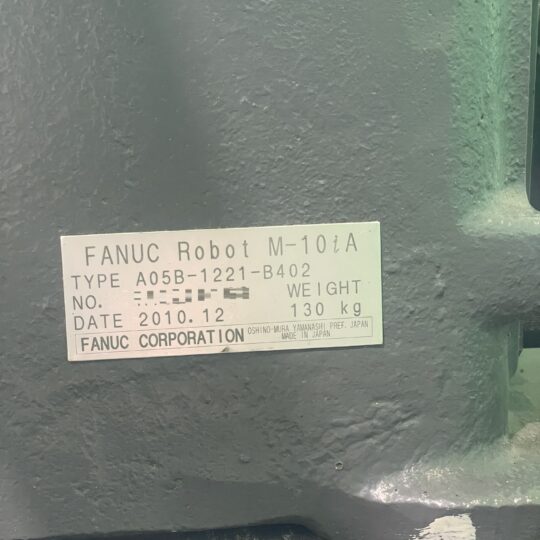 FANUC Robot M-10iA
TYPE A05B-1221-B402
NO. WEIGHT
DATE 2010.12 130 kg
FANUC CORPORATION OSHINO-MURA, YAMANASHI PREF. JAPAN
MADE IN JAPAN